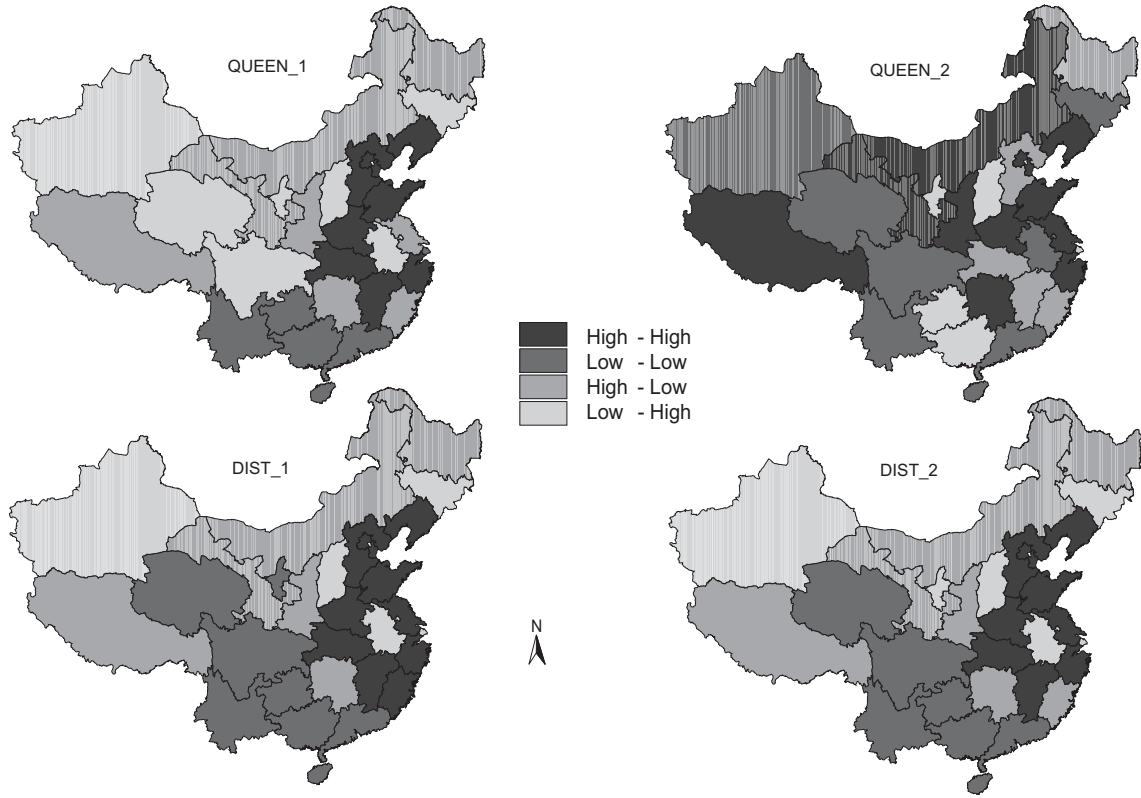 QUEEN_1
QUEEN_2
High - High
Low - Low
High - Low
Low - High
DIST_1
DIST_2
N